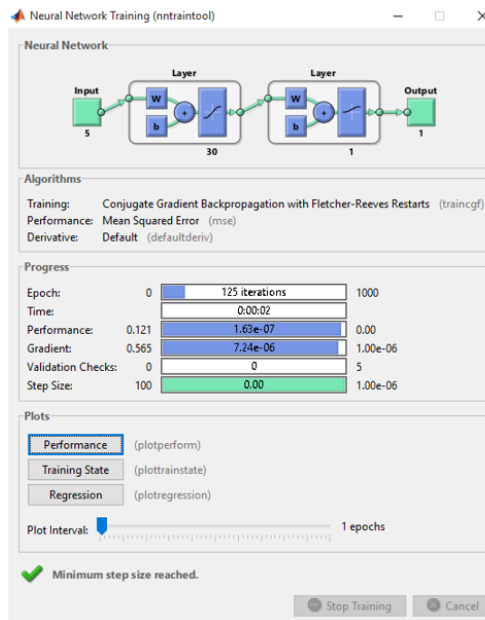 Neural Network Training (nntraintool)
Neural Network
Layer Layer
Input Output
W W
+ +
b b
5 1
30 1
Algorithms
Training: Conjugate Gradient Backpropagation with Fletcher-Reeves Restarts (traincgf)
Performance: Mean Squared Error (mse)
Derivative: Default (defaultderiv)
Progress
Epoch: 0 125 iterations 1000
Time: 0:00:02
Performance: 0.121 1.63e-07 0.00
Gradient: 0.565 7.24e-06 1.00e-06
Validation Checks: 0 0 5
Step Size: 100 0.00 1.00e-06
Plots
Performance (plotperform)
Training State (plottrainstate)
Regression (plotregression)
Plot Interval: 1 epochs
Minimum step size reached.
Stop Training Cancel